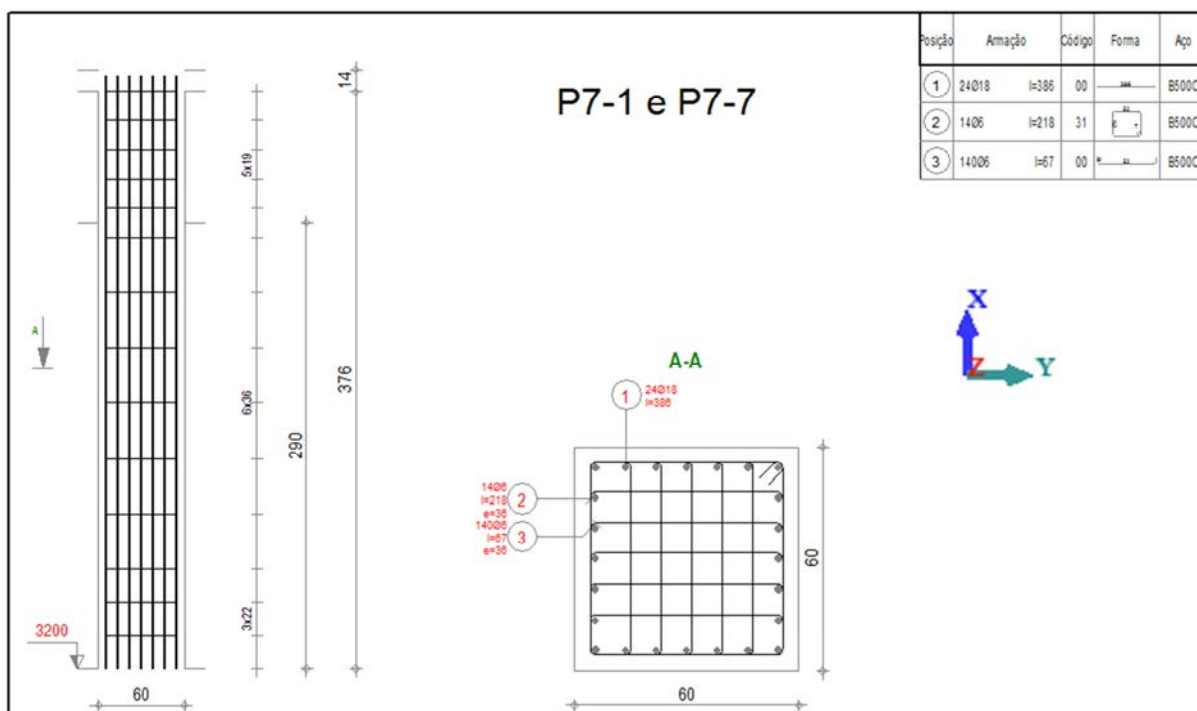 P7-1 e P7-7
Posição Armação Código Forma Aço
1 24Ø18 l=386 00 B500C
2 14Ø6 l=218 31 B500C
3 140Ø6 l=67 00 B500C
14
5x19
A
6x36
290
376
3x22
3200
60
X
Z
Y
A-A
1
24Ø18
l=386
14Ø6
l=218
e=36
2
140Ø6
l=67
e=36
3
60
60